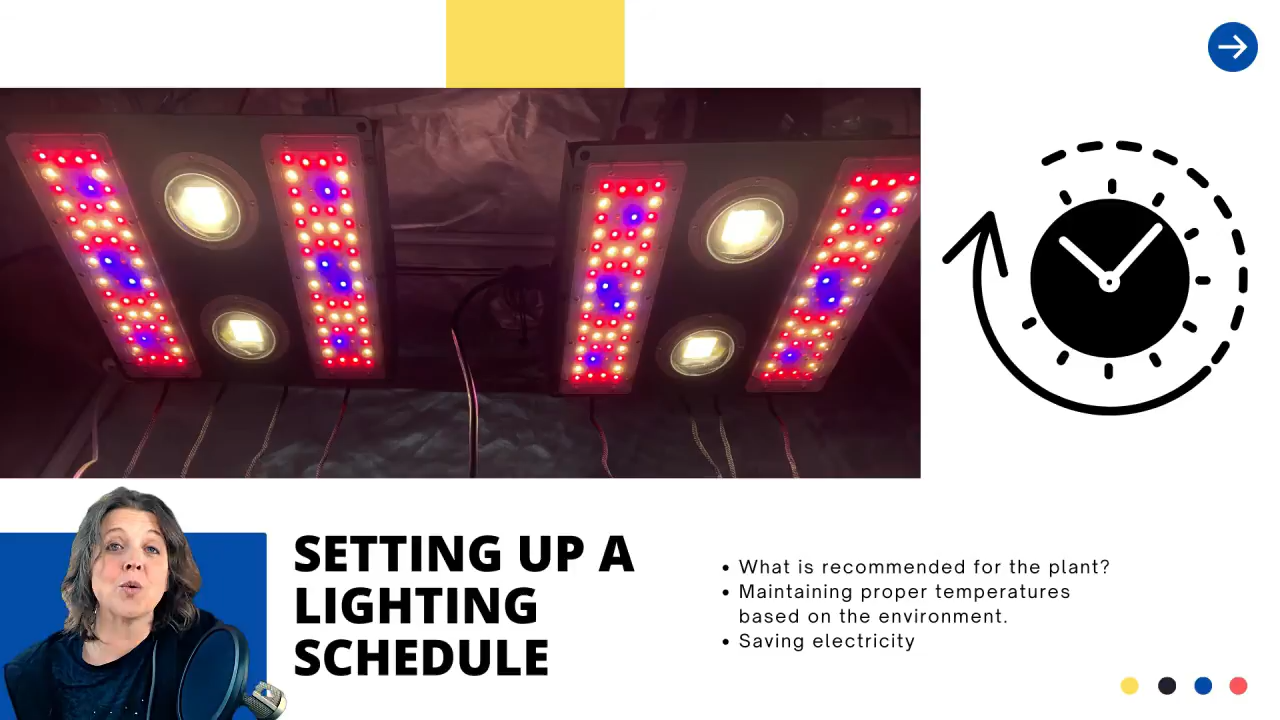 SETTING UP A
LIGHTING
SCHEDULE
• What is recommended for the plant?
• Maintaining proper temperatures
based on the environment.
• Saving electricity